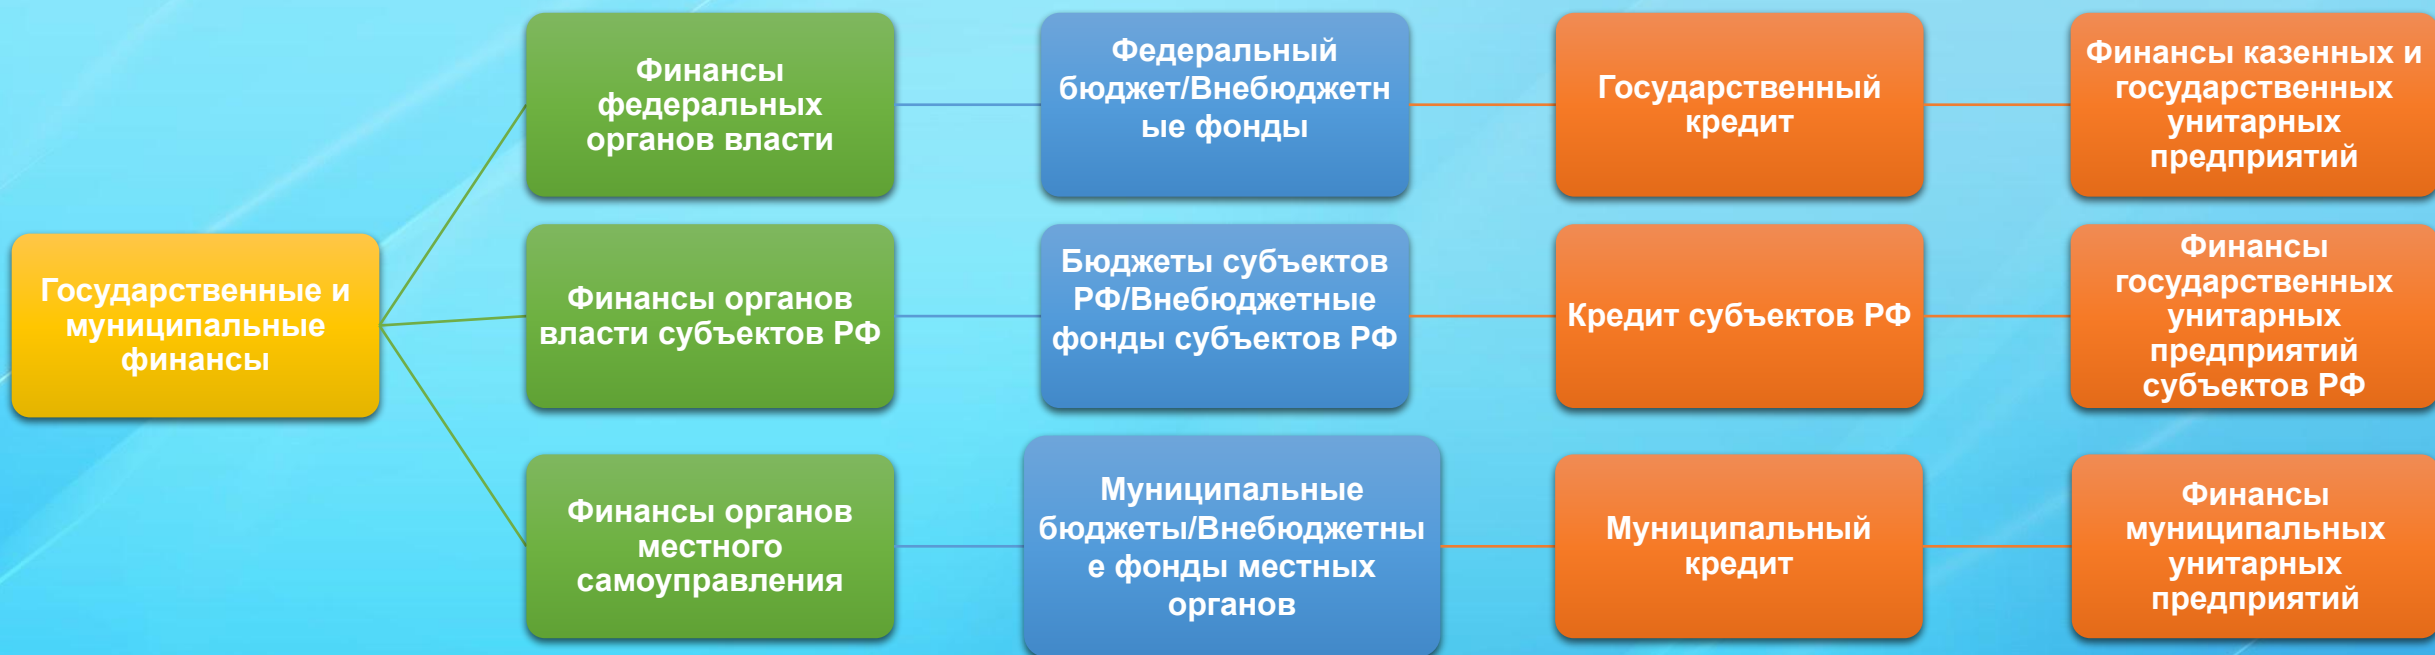 Государственные и
муниципальные
финансы
Финансы
федеральных
органов власти
Федеральный
бюджет/Внебюджетн
ые фонды
Государственный
кредит
Финансы казенных и
государственных
унитарных
предприятий
Финансы органов
власти субъектов РФ
Бюджеты субъектов
РФ/Внебюджетные
фонды субъектов РФ
Кредит субъектов РФ
Финансы
государственных
унитарных
предприятий
субъектов РФ
Финансы органов
местного
самоуправления
Муниципальные
бюджеты/Внебюджетны
е фонды местных
органов
Муниципальный
кредит
Финансы
муниципальных
унитарных
предприятий